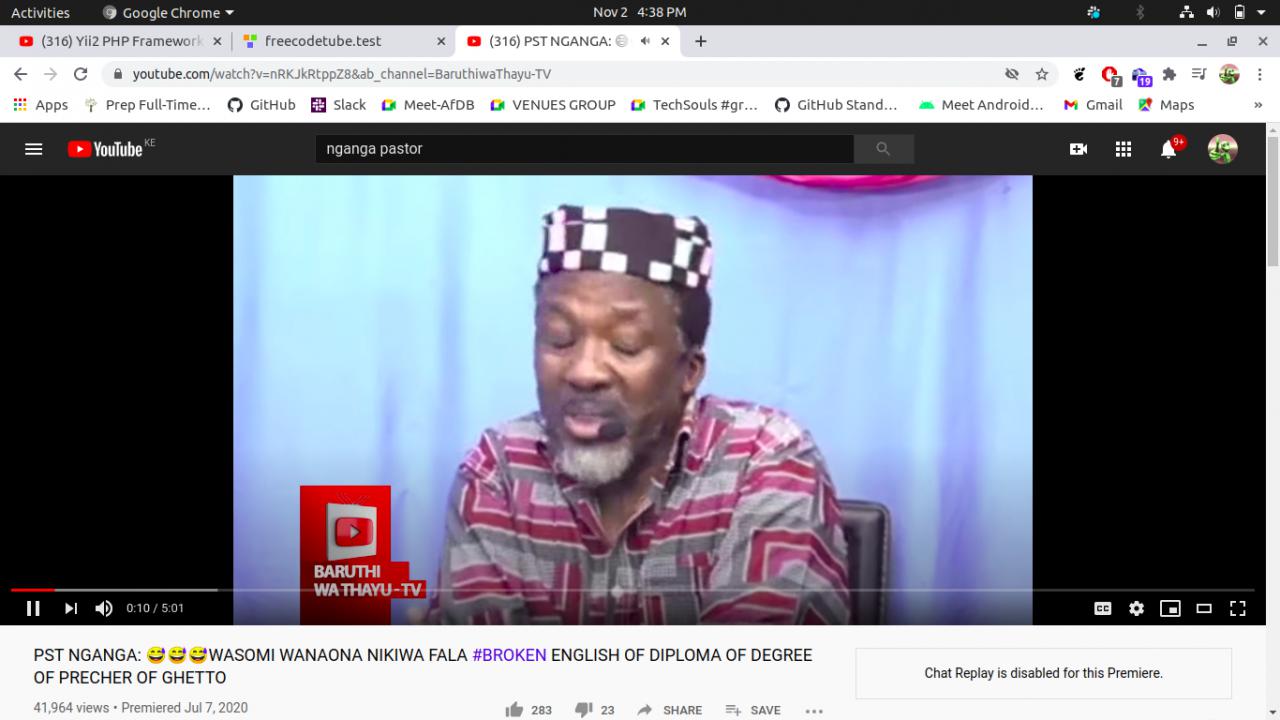 Activities Google Chrome Nov 2 4:38 PM
(316) Yii2 PHP Framework freecodetube.test (316) PST NGANGA:😅
youtube.com/watch?v=nRKJkRtppZ8&ab_channel=BaruthiwaThayu-TV 7 19
Apps Prep Full-Time… GitHub Slack Meet-AfDB VENUES GROUP TechSouls #gr… GitHub Stand… Meet Android… Gmail Maps »
YouTube KE nganga pastor 9+
BARUTHI
WA THAYU-TV
0:10 / 5:01 CC
PST NGANGA: 😅😅😅WASOMI WANAONA NIKIWA FALA #BROKEN ENGLISH OF DIPLOMA OF DEGREE
OF PRECHER OF GHETTO
Chat Replay is disabled for this Premiere.
41,964 views • Premiered Jul 7, 2020 283 23 SHARE SAVE ...